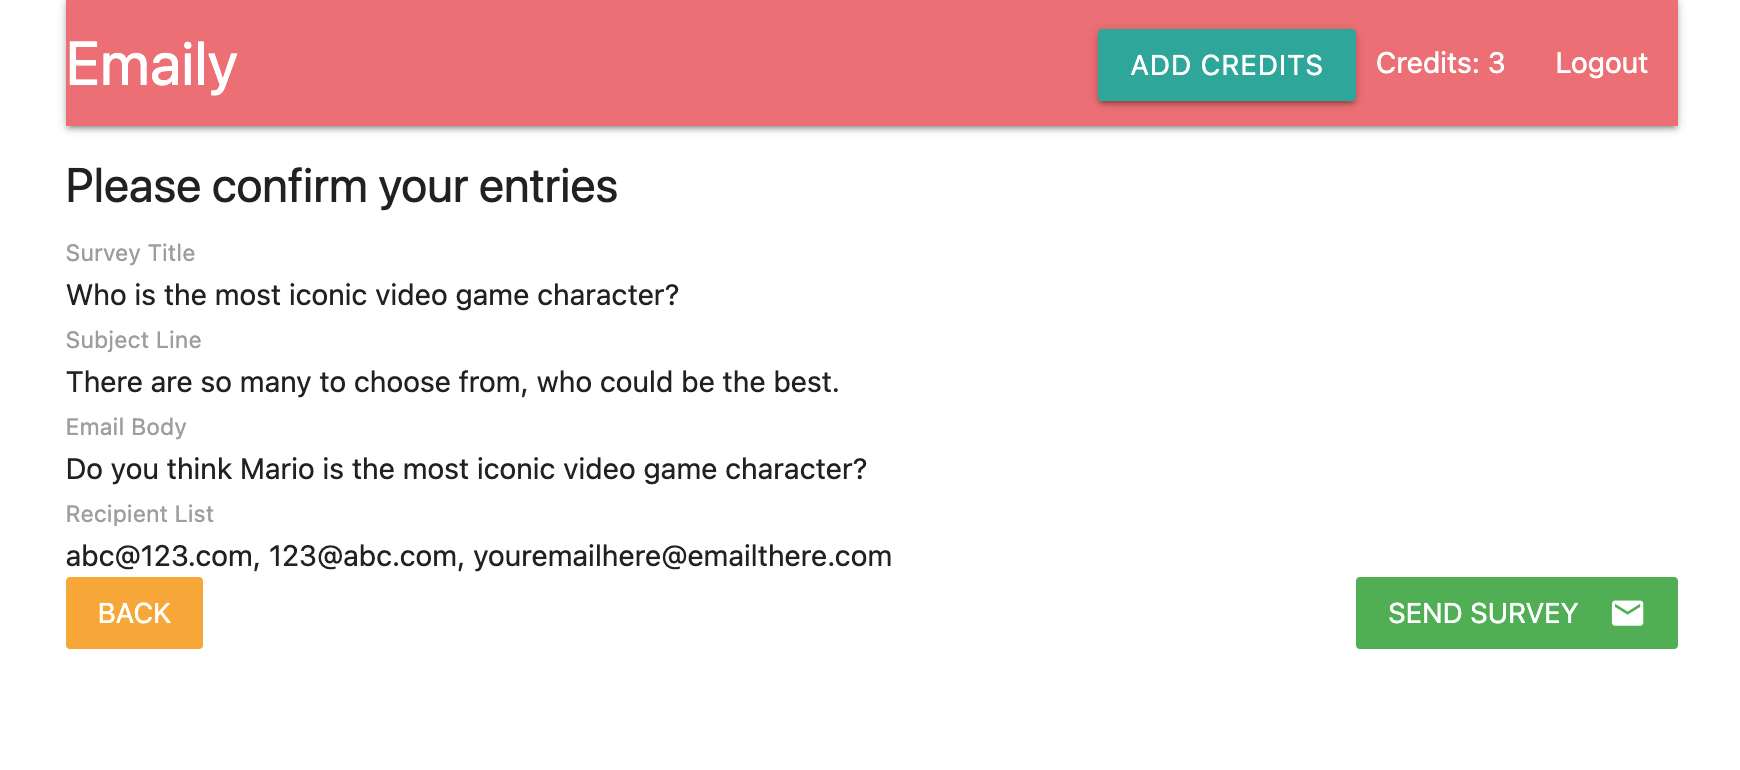 Emaily
ADD CREDITS
Credits: 3
Logout
Please confirm your entries
Survey Title
Who is the most iconic video game character?
Subject Line
There are so many to choose from, who could be the best.
Email Body
Do you think Mario is the most iconic video game character?
Recipient List
abc@123.com, 123@abc.com, youremailhere@emailthere.com
BACK
SEND SURVEY